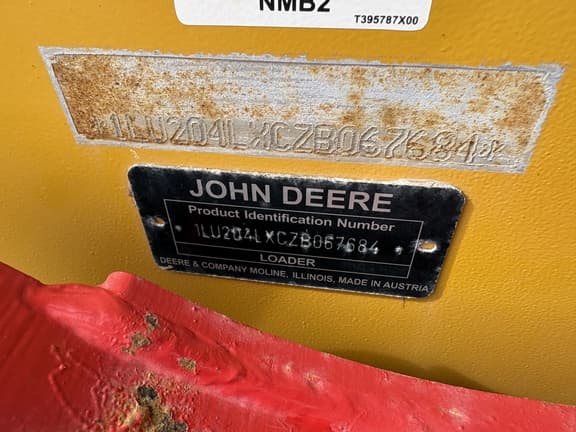 NMB2
T395787X00
*1LU204LXCZB067684*
JOHN DEERE
Product Identification Number
1LU204LXCZB067684
LOADER
DEERE & COMPANY MOLINE, ILLINOIS, MADE IN AUSTRIA